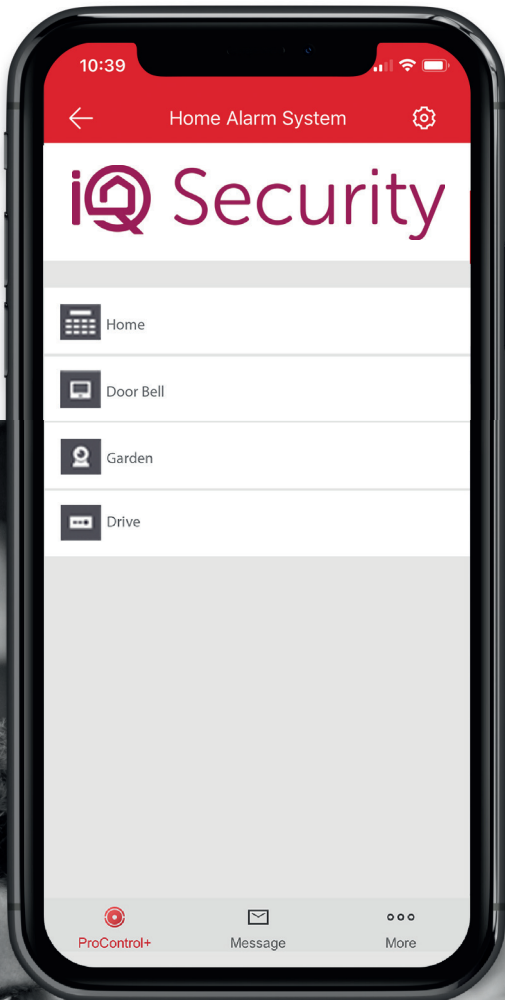 10:39
Home Alarm System
iQ Security
Home
Door Bell
Garden
Drive
ProControl+
Message
More